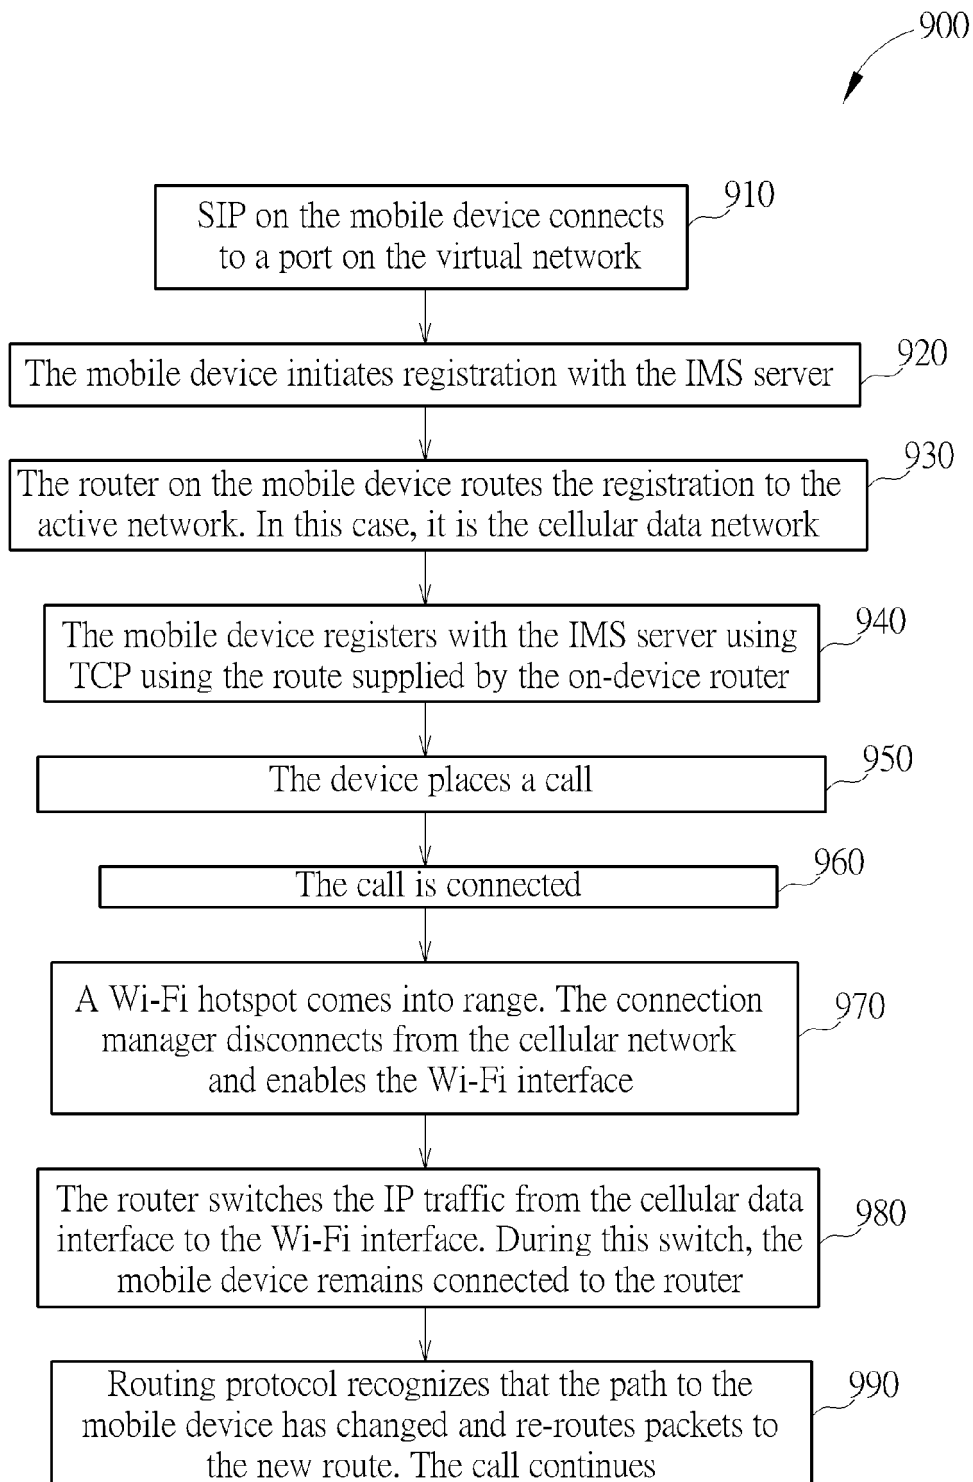 900
910
SIP on the mobile device connects
to a port on the virtual network
920
The mobile device initiates registration with the IMS server
930
The router on the mobile device routes the registration to the
active network. In this case, it is the cellular data network
940
The mobile device registers with the IMS server using
TCP using the route supplied by the on-device router
950
The device places a call
960
The call is connected
970
A Wi-Fi hotspot comes into range. The connection
manager disconnects from the cellular network
and enables the Wi-Fi interface
980
The router switches the IP traffic from the cellular data
interface to the Wi-Fi interface. During this switch, the
mobile device remains connected to the router
990
Routing protocol recognizes that the path to the
mobile device has changed and re-routes packets to
the new route. The call continues